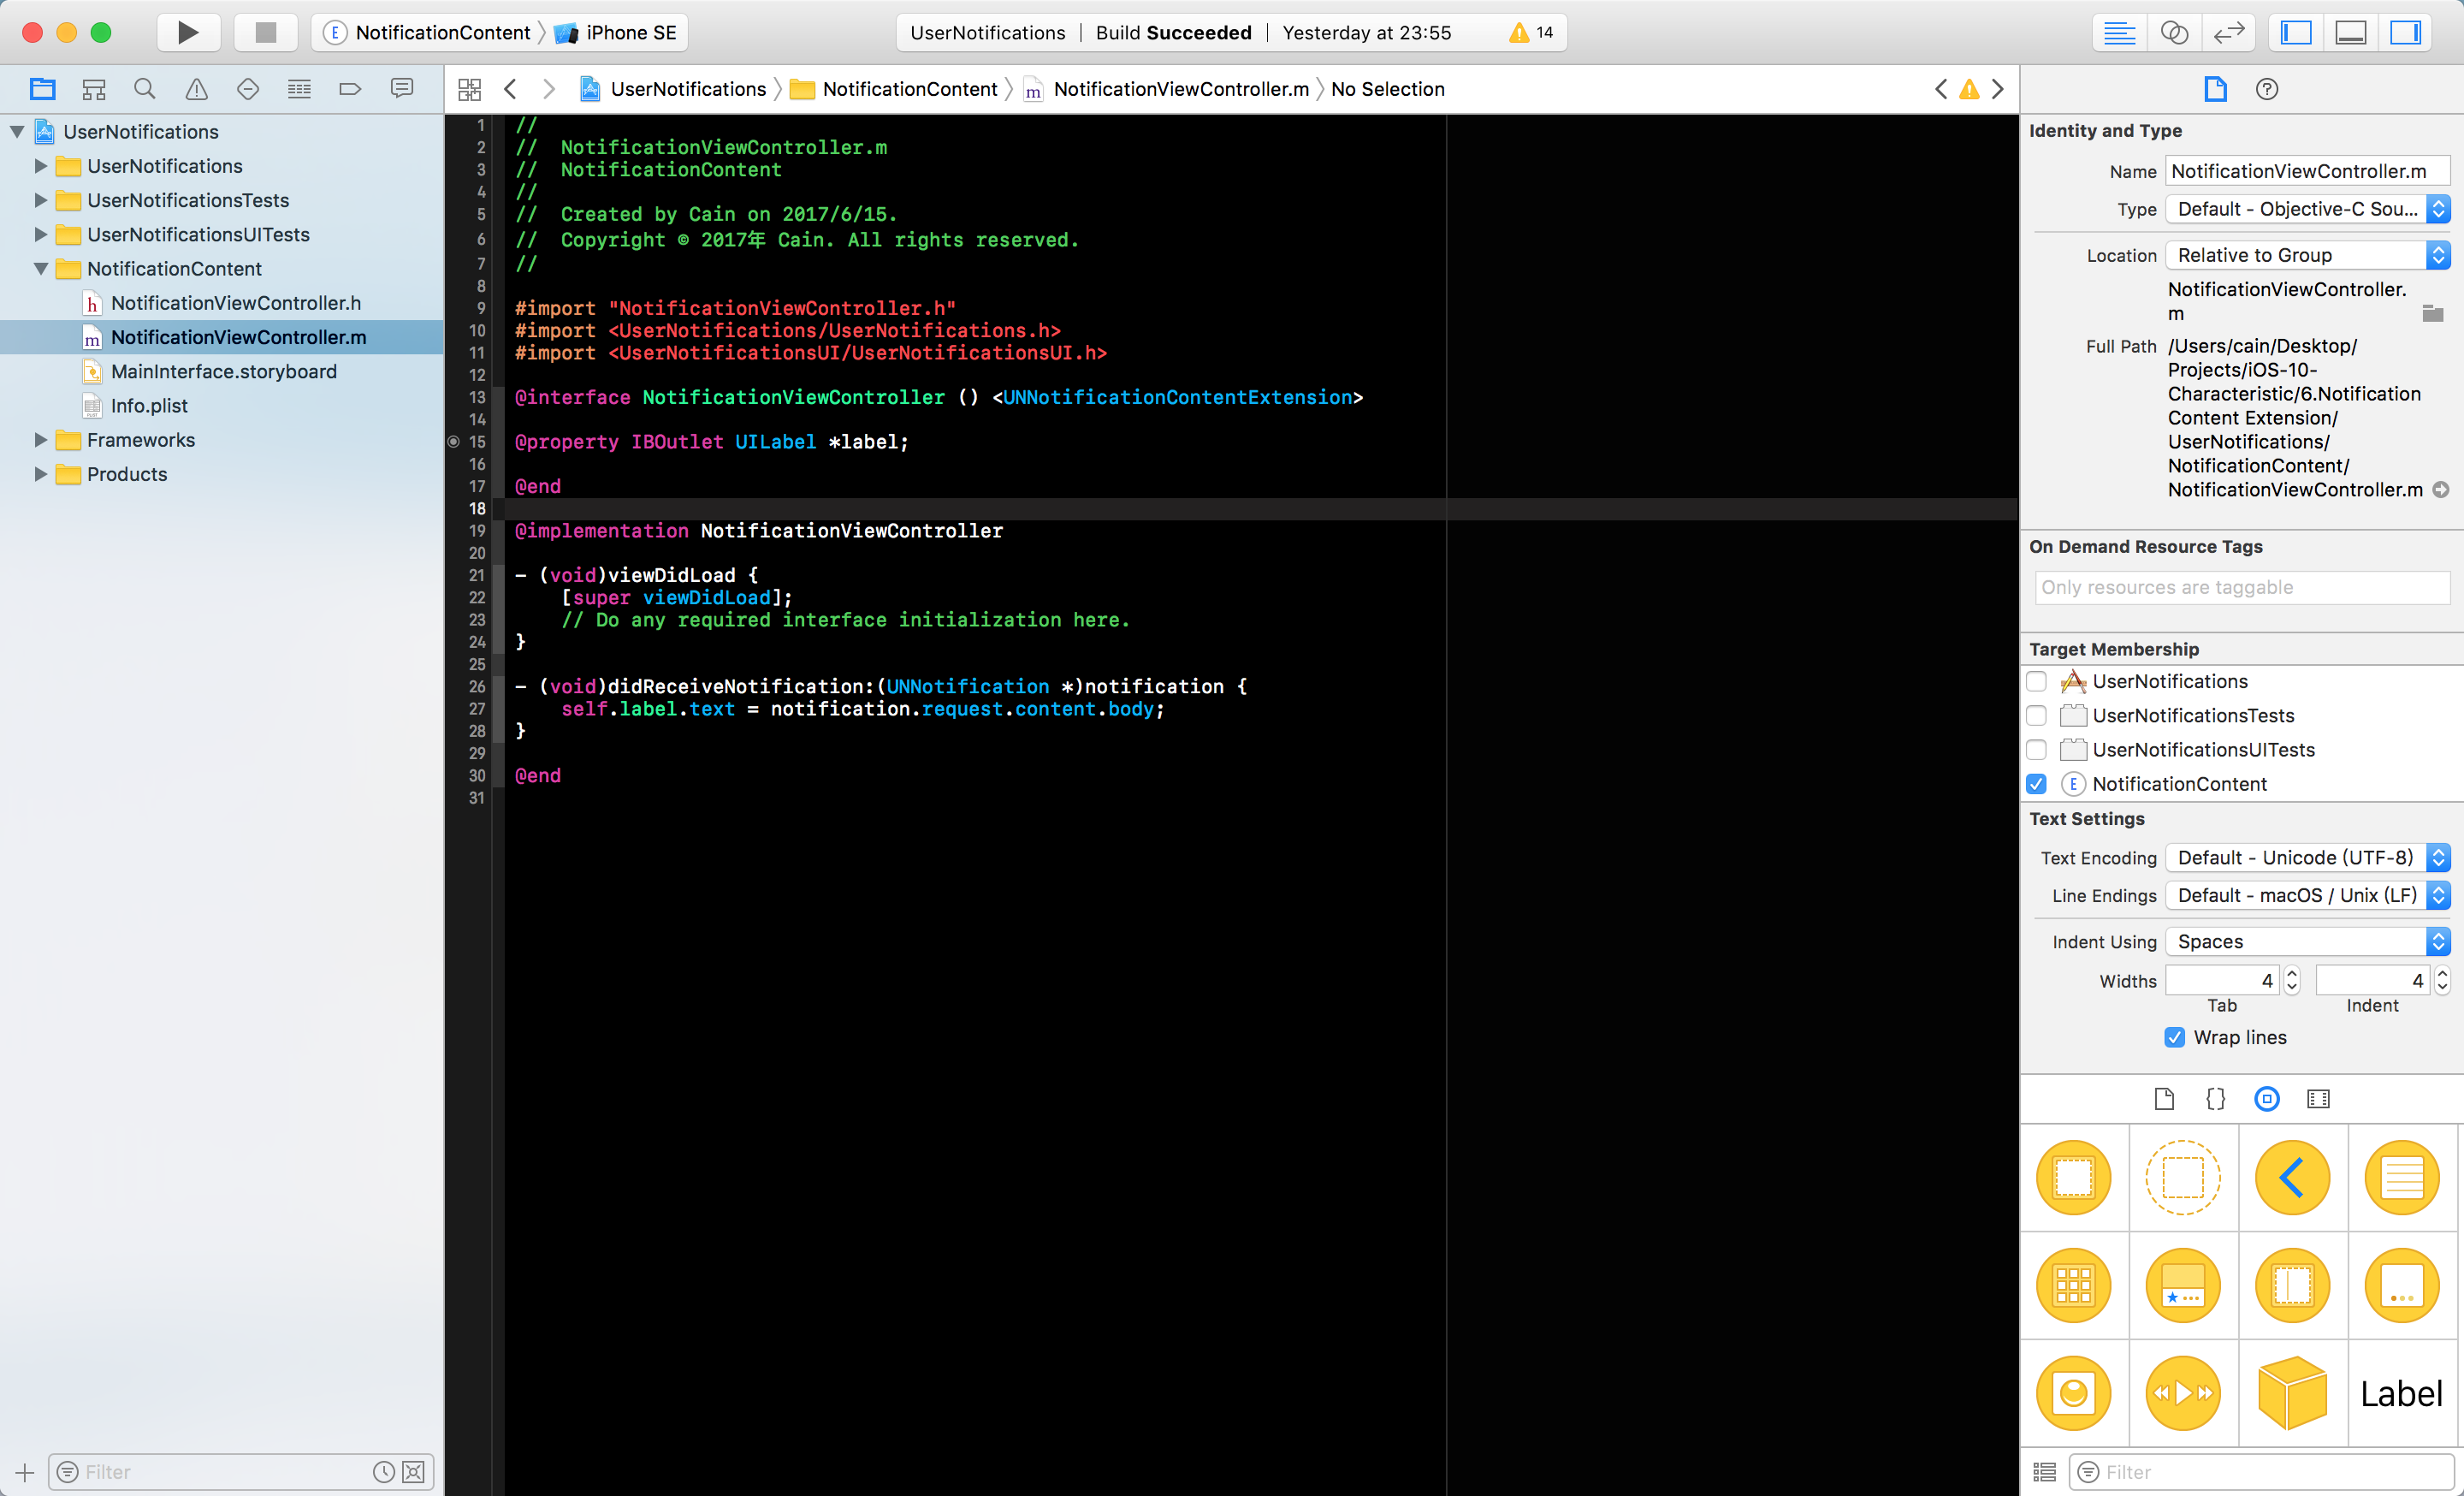 NotificationContent iPhone SE
UserNotifications | Build Succeeded | Yesterday at 23:55
14
UserNotifications
UserNotifications
UserNotificationsTests
UserNotificationsUITests
NotificationContent
h NotificationViewController.h
m NotificationViewController.m
MainInterface.storyboard
Info.plist
Frameworks
Products
Filter
UserNotifications NotificationContent m NotificationViewController.m No Selection
1 //
2 //  NotificationViewController.m
3 //  NotificationContent
4 //
5 //  Created by Cain on 2017/6/15.
6 //  Copyright © 2017年 Cain. All rights reserved.
7 //
8
9 #import "NotificationViewController.h"
10 #import <UserNotifications/UserNotifications.h>
11 #import <UserNotificationsUI/UserNotificationsUI.h>
12
13 @interface NotificationViewController () <UNNotificationContentExtension>
14
15 @property IBOutlet UILabel *label;
16
17 @end
18
19 @implementation NotificationViewController
20
21 - (void)viewDidLoad {
22     [super viewDidLoad];
23     // Do any required interface initialization here.
24 }
25
26 - (void)didReceiveNotification:(UNNotification *)notification {
27     self.label.text = notification.request.content.body;
28 }
29
30 @end
31
Identity and Type
Name NotificationViewController.m
Type Default - Objective-C Sou...
Location Relative to Group
NotificationViewController.
m
Full Path /Users/cain/Desktop/
Projects/iOS-10-
Characteristic/6.Notification
Content Extension/
UserNotifications/
NotificationContent/
NotificationViewController.m
On Demand Resource Tags
Only resources are taggable
Target Membership
UserNotifications
UserNotificationsTests
UserNotificationsUITests
E NotificationContent
Text Settings
Text Encoding Default - Unicode (UTF-8)
Line Endings Default - macOS / Unix (LF)
Indent Using Spaces
Widths 4 4
Tab Indent
Wrap lines
{}
Label
Filter